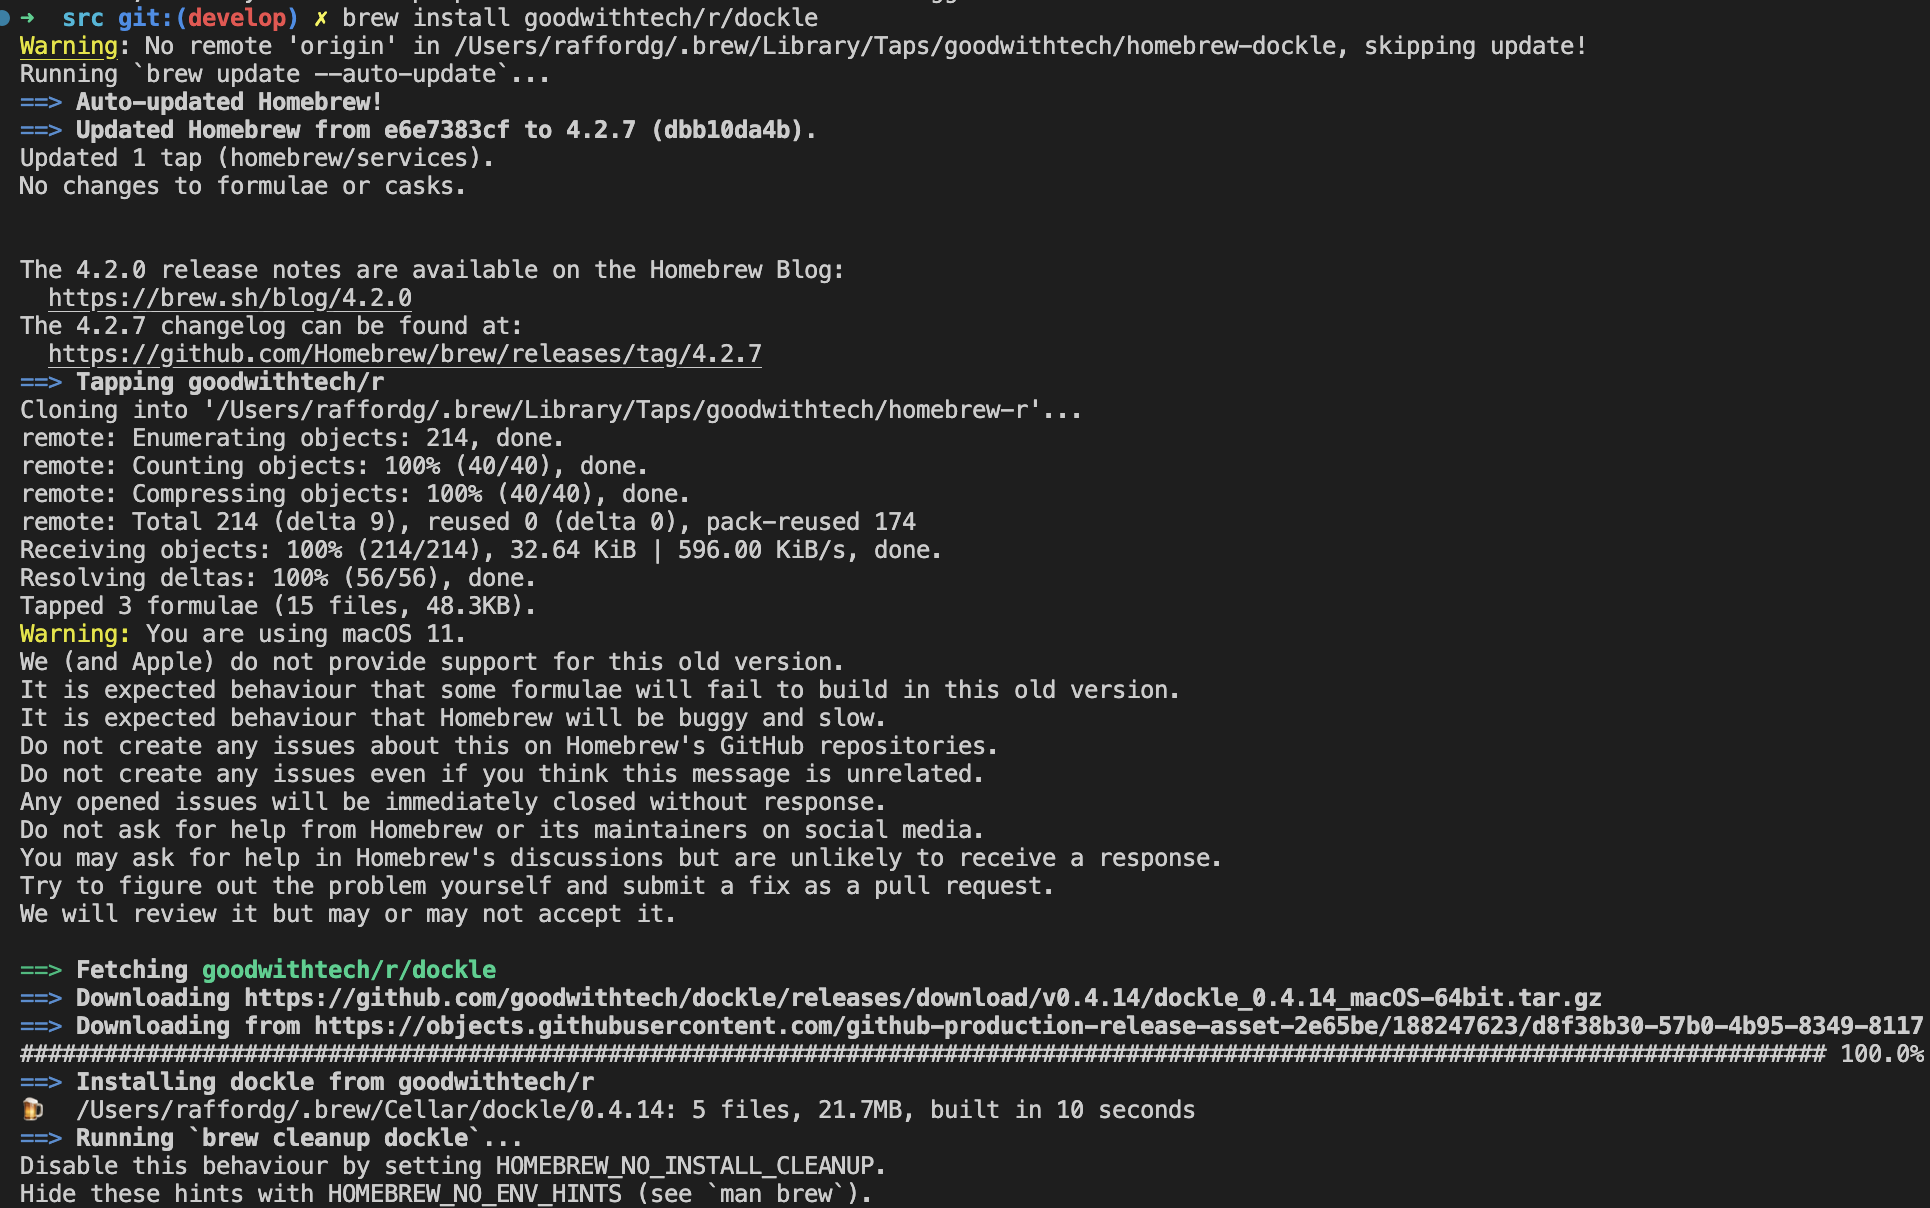 ➜  src git:(develop) ✗ brew install goodwithtech/r/dockle
Warning: No remote 'origin' in /Users/raffordg/.brew/Library/Taps/goodwithtech/homebrew-dockle, skipping update!
Running `brew update --auto-update`...
==> Auto-updated Homebrew!
==> Updated Homebrew from e6e7383cf to 4.2.7 (dbb10da4b).
Updated 1 tap (homebrew/services).
No changes to formulae or casks.
The 4.2.0 release notes are available on the Homebrew Blog:
  https://brew.sh/blog/4.2.0
The 4.2.7 changelog can be found at:
  https://github.com/Homebrew/brew/releases/tag/4.2.7
==> Tapping goodwithtech/r
Cloning into '/Users/raffordg/.brew/Library/Taps/goodwithtech/homebrew-r'...
remote: Enumerating objects: 214, done.
remote: Counting objects: 100% (40/40), done.
remote: Compressing objects: 100% (40/40), done.
remote: Total 214 (delta 9), reused 0 (delta 0), pack-reused 174
Receiving objects: 100% (214/214), 32.64 KiB | 596.00 KiB/s, done.
Resolving deltas: 100% (56/56), done.
Tapped 3 formulae (15 files, 48.3KB).
Warning: You are using macOS 11.
We (and Apple) do not provide support for this old version.
It is expected behaviour that some formulae will fail to build in this old version.
It is expected behaviour that Homebrew will be buggy and slow.
Do not create any issues about this on Homebrew's GitHub repositories.
Do not create any issues even if you think this message is unrelated.
Any opened issues will be immediately closed without response.
Do not ask for help from Homebrew or its maintainers on social media.
You may ask for help in Homebrew's discussions but are unlikely to receive a response.
Try to figure out the problem yourself and submit a fix as a pull request.
We will review it but may or may not accept it.
==> Fetching goodwithtech/r/dockle
==> Downloading https://github.com/goodwithtech/dockle/releases/download/v0.4.14/dockle_0.4.14_macOS-64bit.tar.gz
==> Downloading from https://objects.githubusercontent.com/github-production-release-asset-2e65be/188247623/d8f38b30-57b0-4b95-8349-8117
################################################################################################################################# 100.0%
==> Installing dockle from goodwithtech/r
🍺  /Users/raffordg/.brew/Cellar/dockle/0.4.14: 5 files, 21.7MB, built in 10 seconds
==> Running `brew cleanup dockle`...
Disable this behaviour by setting HOMEBREW_NO_INSTALL_CLEANUP.
Hide these hints with HOMEBREW_NO_ENV_HINTS (see `man brew`).